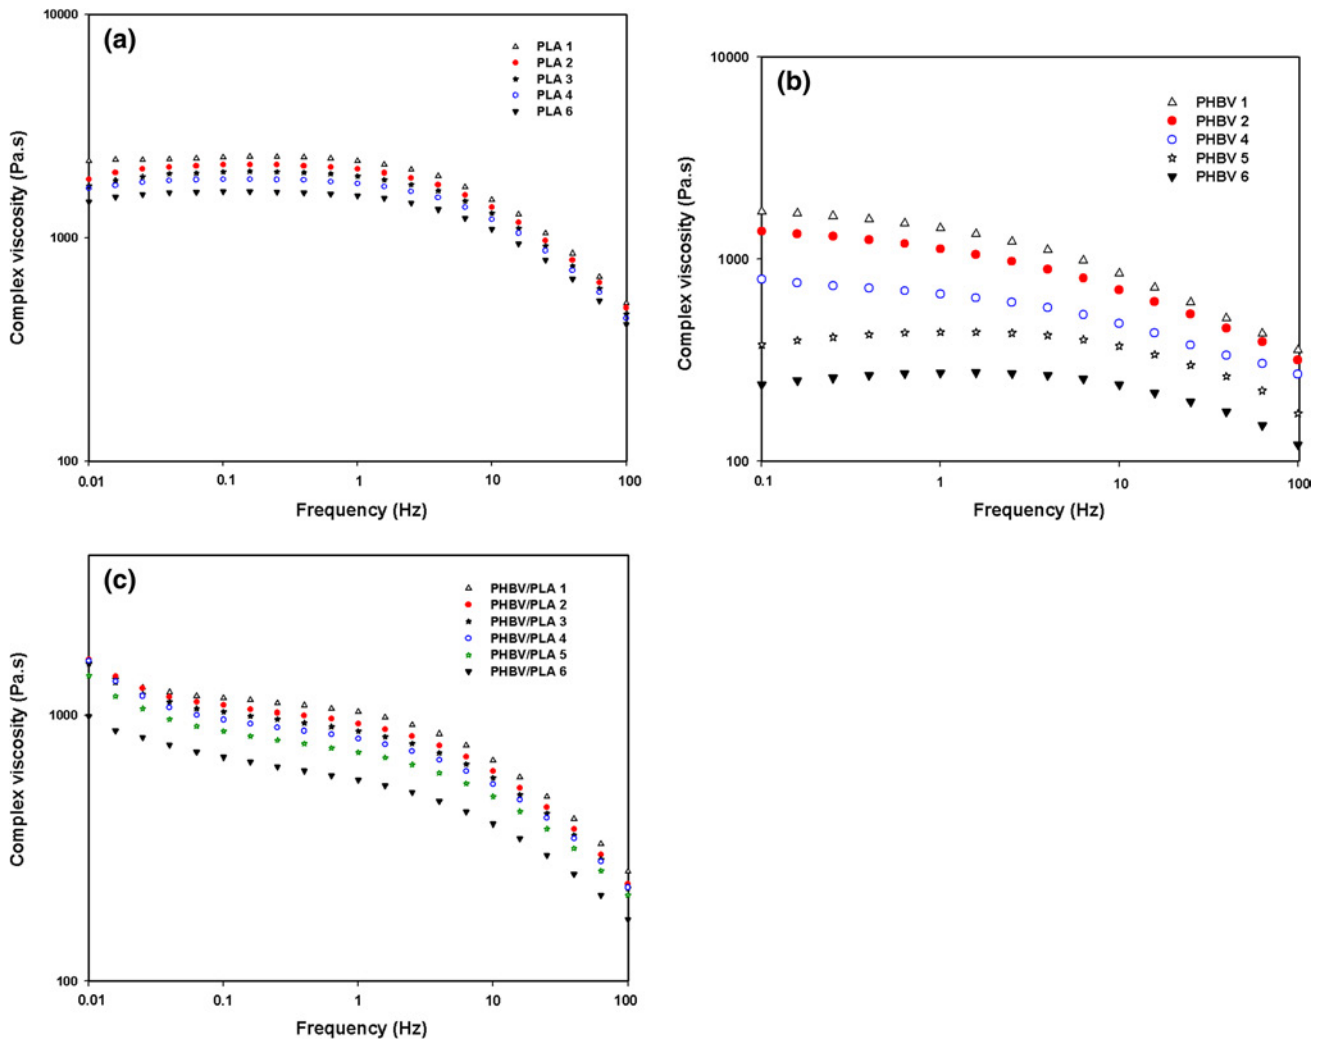 (a)
10000
1000
100
Complex viscosity (Pa.s)
PLA 1
PLA 2
PLA 3
PLA 4
PLA 6
0.01 0.1 1 10 100
Frequency (Hz)
(b)
10000
1000
100
Complex viscosity (Pa.s)
PHBV 1
PHBV 2
PHBV 4
PHBV 5
PHBV 6
0.1 1 10 100
Frequency (Hz)
(c)
1000
100
Complex viscosity (Pa.s)
PHBV/PLA 1
PHBV/PLA 2
PHBV/PLA 3
PHBV/PLA 4
PHBV/PLA 5
PHBV/PLA 6
0.01 0.1 1 10 100
Frequency (Hz)